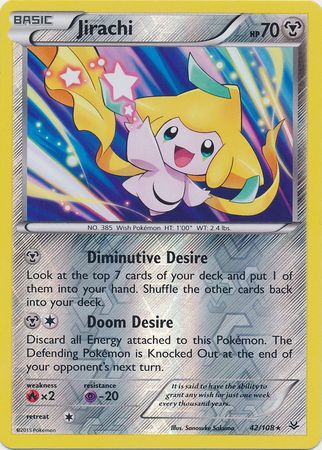 BASIC
Jirachi
HP70
NO. 385 Wish Pokémon HT: 1'00" WT: 2.4 lbs.
Diminutive Desire
Look at the top 7 cards of your deck and put 1 of
them into your hand. Shuffle the other cards back
into your deck.
Doom Desire
Discard all Energy attached to this Pokémon. The
Defending Pokémon is Knocked Out at the end of
your opponent's next turn.
weakness
×2
resistance
-20
retreat
It is said to have the ability to
grant any wish for just one week
every thousand years.
©2015 Pokémon
Illus. Sanosuke Sakuma
42/108★